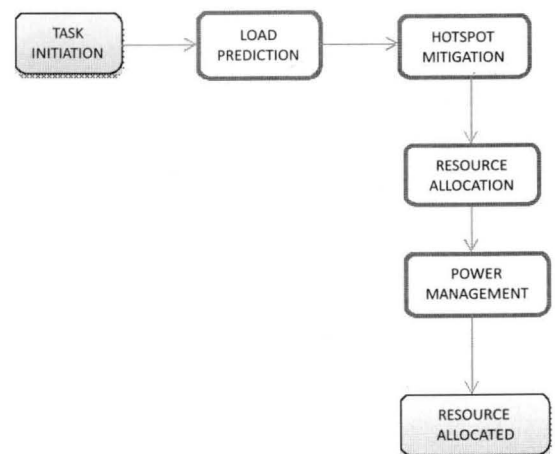 TASK
INITIATION
LOAD
PREDICTION
HOTSPOT
MITIGATION
RESOURCE
ALLOCATION
POWER
MANAGEMENT
RESOURCE
ALLOCATED